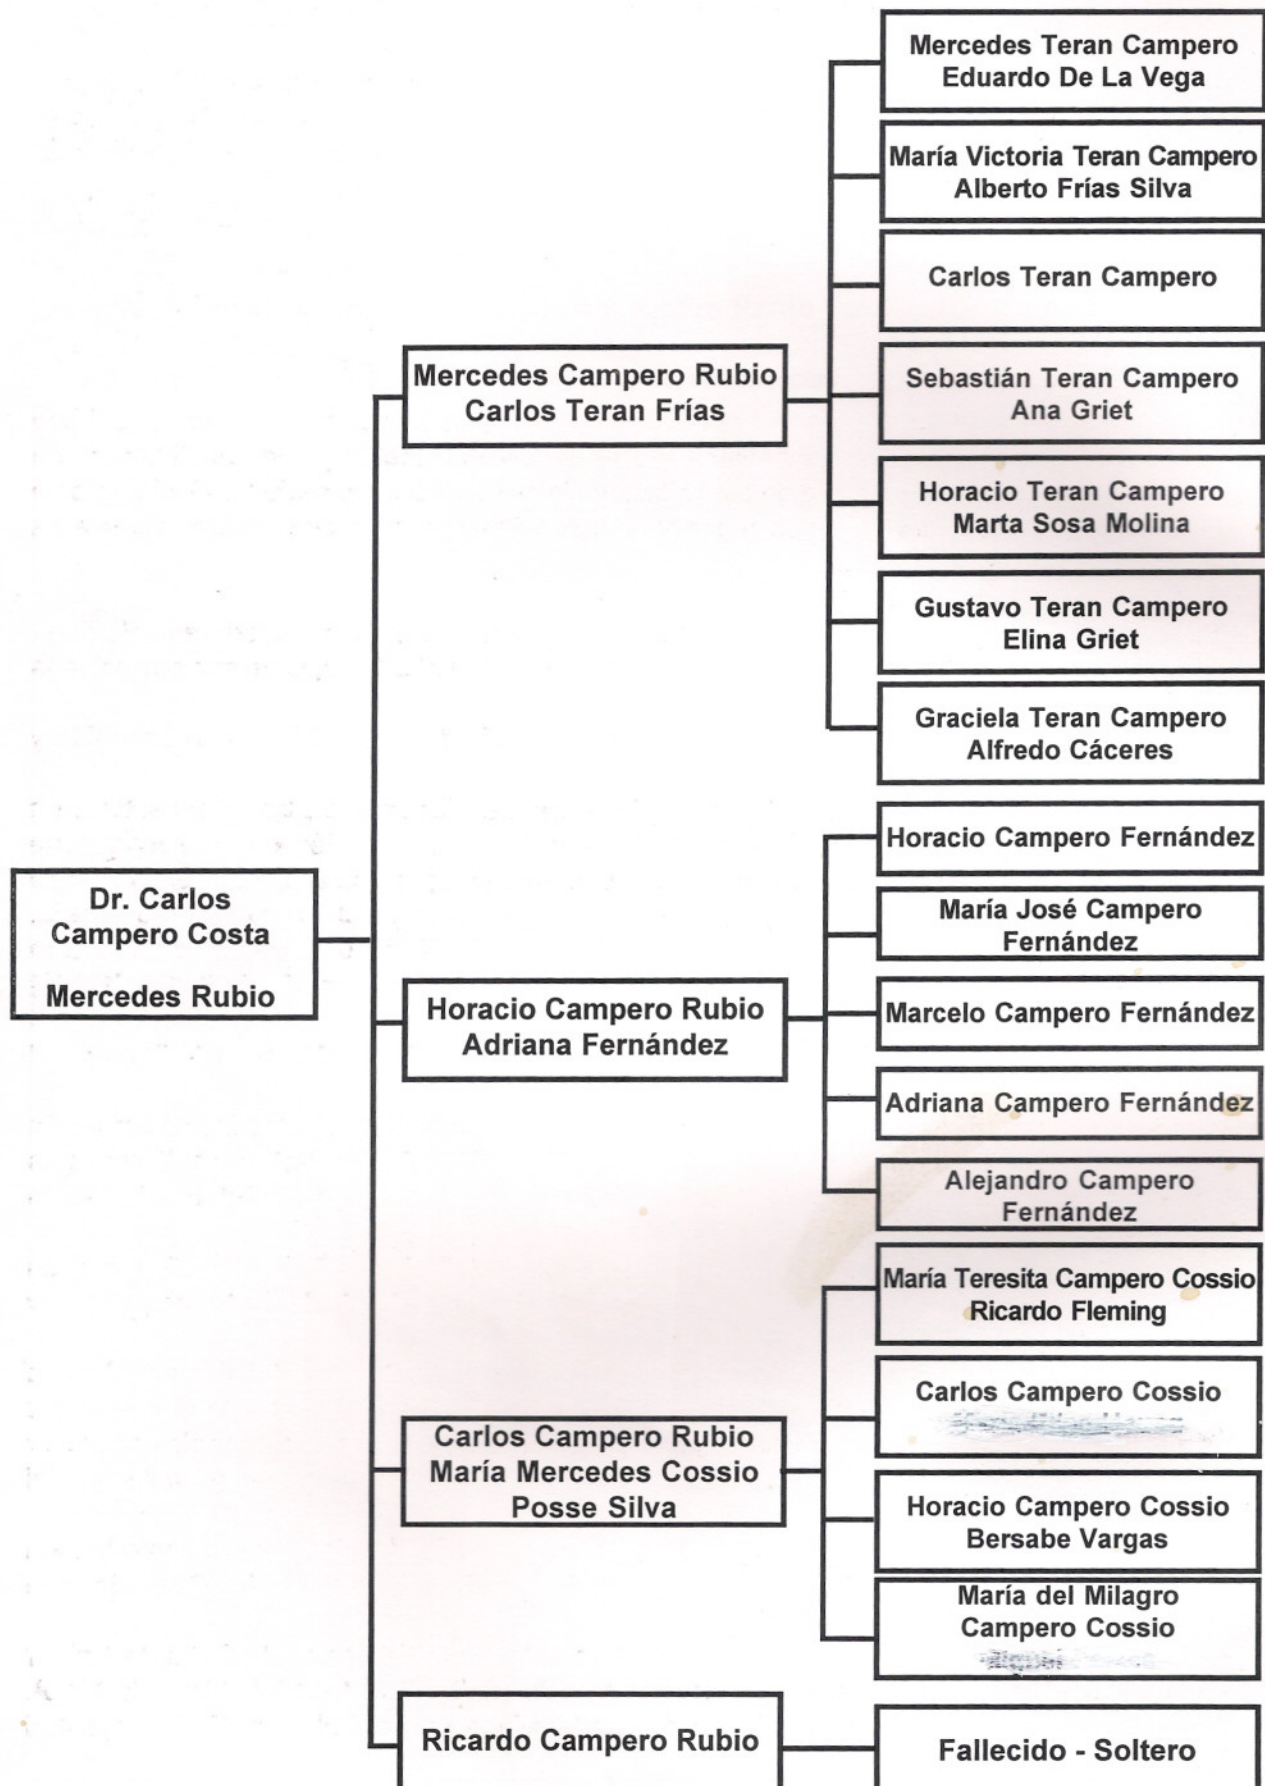 Mercedes Teran Campero
Eduardo De La Vega
María Victoria Teran Campero
Alberto Frías Silva
Carlos Teran Campero
Mercedes Campero Rubio
Carlos Teran Frías
Sebastián Teran Campero
Ana Griet
Horacio Teran Campero
Marta Sosa Molina
Gustavo Teran Campero
Elina Griet
Graciela Teran Campero
Alfredo Cáceres
Horacio Campero Fernández
Dr. Carlos
Campero Costa
Mercedes Rubio
María José Campero
Fernández
Horacio Campero Rubio
Adriana Fernández
Marcelo Campero Fernández
Adriana Campero Fernández
Alejandro Campero
Fernández
María Teresita Campero Cossio
Ricardo Fleming
Carlos Campero Cossio
Carlos Campero Rubio
María Mercedes Cossio
Posse Silva
Horacio Campero Cossio
Bersabe Vargas
María del Milagro
Campero Cossio
Ricardo Campero Rubio
Fallecido - Soltero